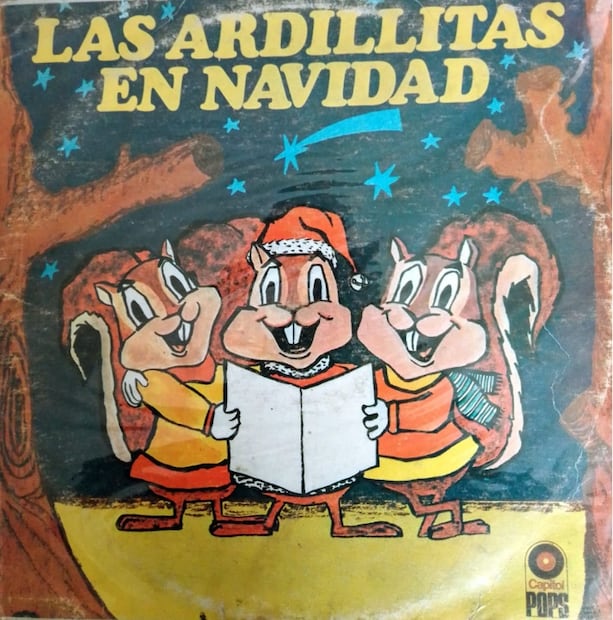 LAS ARDILLITAS
EN NAVIDAD
Capitol
POPS